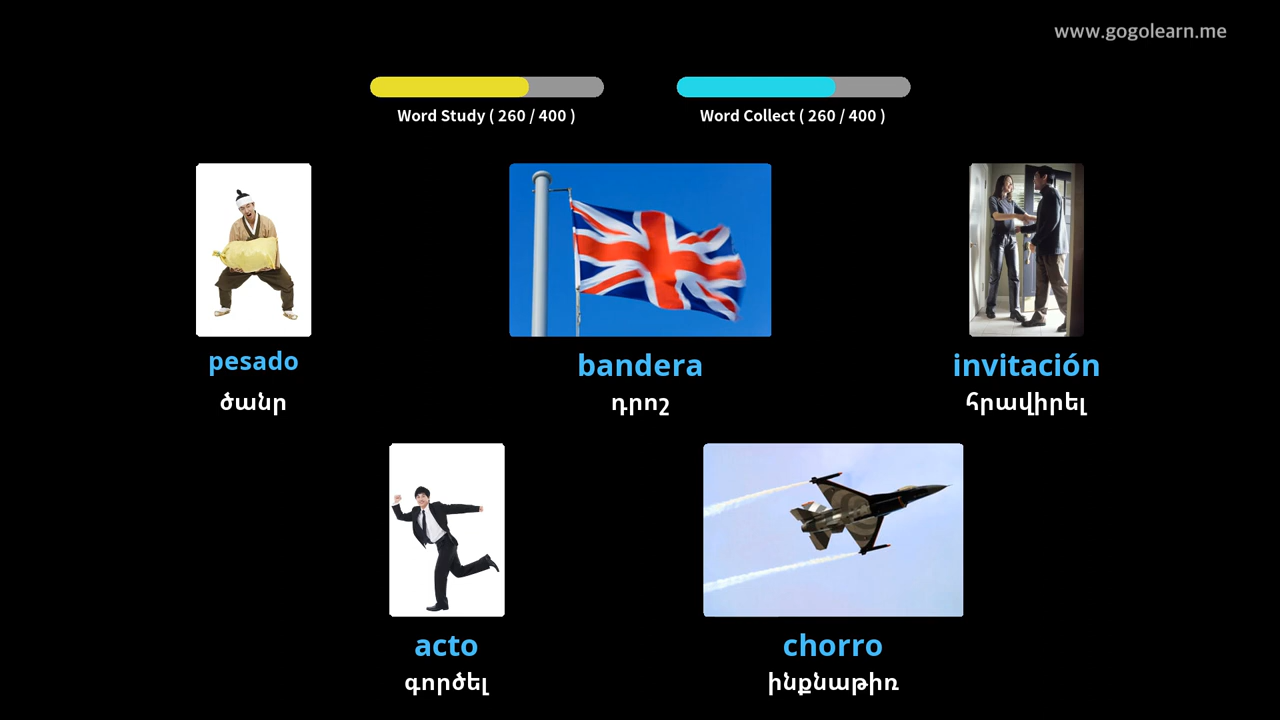 www.gogolearn.me
Word Study ( 260 / 400 )
Word Collect ( 260 / 400 )
pesado
ծանր
bandera
դրոշ
invitación
հրավիրել
acto
գործել
chorro
ինքնաթիռ